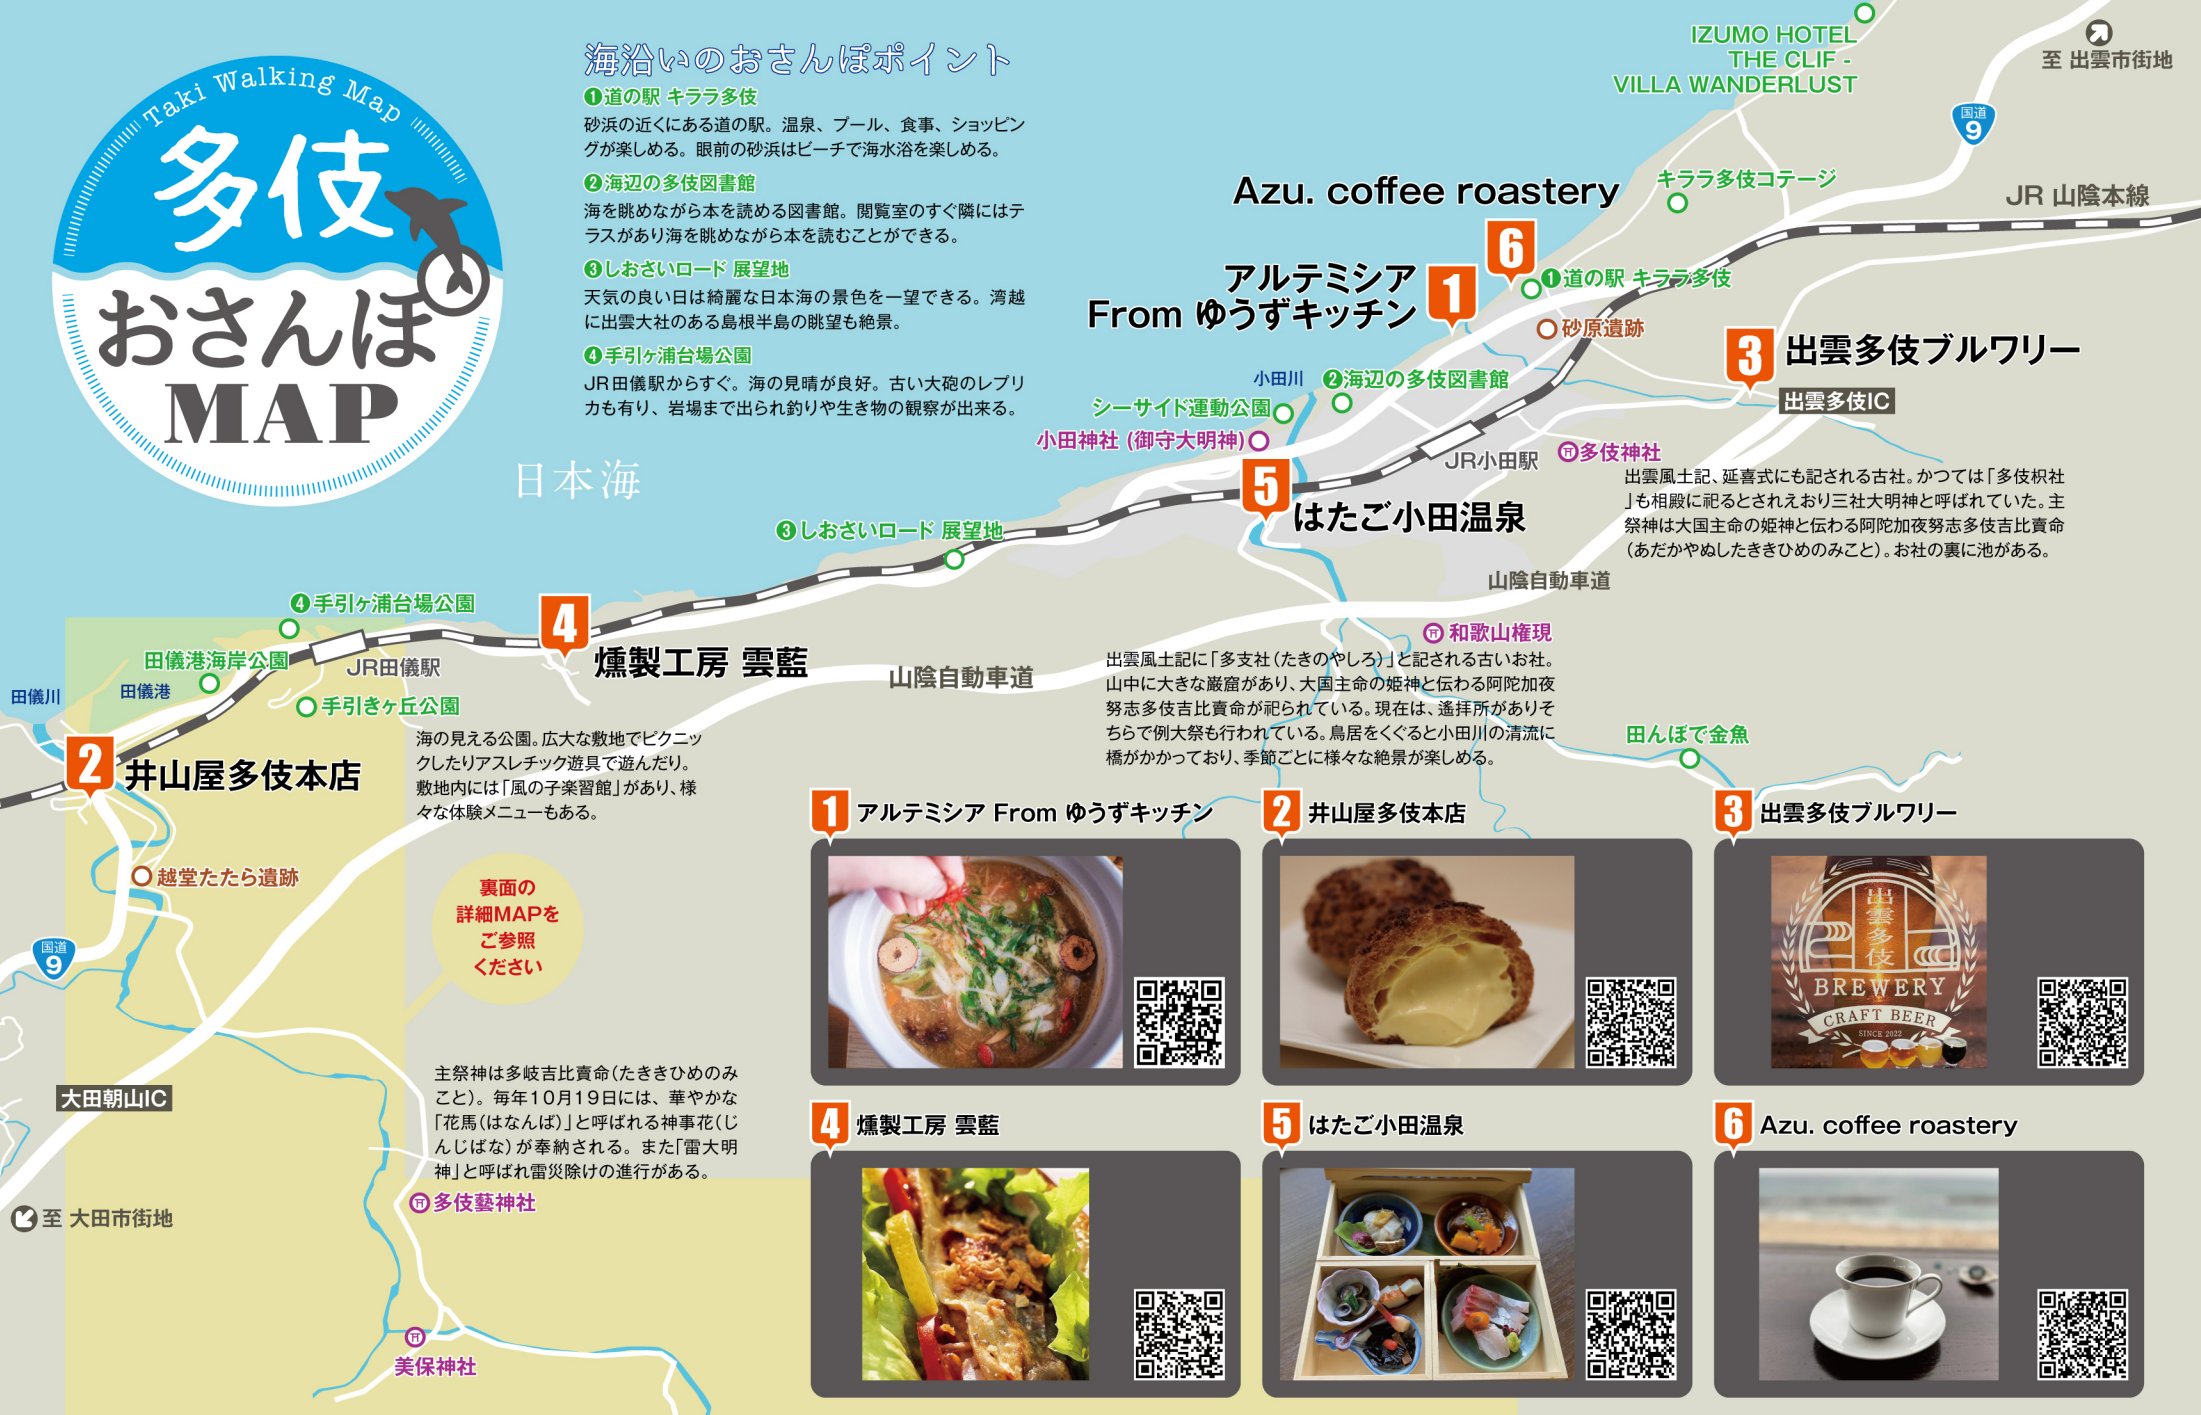 Taki Walking Map
多伎
おさんぽ
MAP
海沿いのおさんぽポイント
❶道の駅 キララ多伎
砂浜の近くにある道の駅。温泉、プール、食事、ショッピン
グが楽しめる。眼前の砂浜はビーチで海水浴を楽しめる。
❷海辺の多伎図書館
海を眺めながら本を読める図書館。閲覧室のすぐ隣にはテ
ラスがあり海を眺めながら本を読むことができる。
❸しおさいロード 展望地
天気の良い日は綺麗な日本海の景色を一望できる。湾越
に出雲大社のある島根半島の眺望も絶景。
❹手引ヶ浦台場公園
JR田儀駅からすぐ。海の見晴が良好。古い大砲のレプリ
カも有り、岩場まで出られ釣りや生き物の観察が出来る。
日本海
IZUMO HOTEL
THE CLIF -
VILLA WANDERLUST
至 出雲市街地
国道
9
キララ多伎コテージ
JR 山陰本線
Azu. coffee roastery
6
アルテミシア
From ゆうずキッチン
1
❶道の駅 キララ多伎
砂原遺跡
3
出雲多伎ブルワリー
出雲多伎IC
小田川
❷海辺の多伎図書館
シーサイド運動公園
小田神社 (御守大明神)
JR小田駅
多伎神社
出雲風土記、延喜式にも記される古社。かつては「多伎枳社
」も相殿に祀るとされえおり三社大明神と呼ばれていた。主
祭神は大国主命の姫神と伝わる阿陀加夜努志多伎吉比賣命
（あだかやぬしたききひめのみこと）。お社の裏に池がある。
5
はたご小田温泉
❸しおさいロード 展望地
山陰自動車道
和歌山権現
出雲風土記に「多支社（たきのやしろ）」と記される古いお社。
山中に大きな巌窟があり、大国主命の姫神と伝わる阿陀加夜
努志多伎吉比賣命が祀られている。現在は、遙拝所がありそ
ちらで例大祭も行われている。鳥居をくぐると小田川の清流に
橋がかかっており、季節ごとに様々な絶景が楽しめる。
田んぼで金魚
❹手引ヶ浦台場公園
4
燻製工房 雲藍
山陰自動車道
田儀港海岸公園
JR田儀駅
田儀川
田儀港
手引きヶ丘公園
海の見える公園。広大な敷地でピクニッ
クしたりアスレチック遊具で遊んだり。
敷地内には「風の子楽習館」があり、様
々な体験メニューもある。
2
井山屋多伎本店
越堂たたら遺跡
裏面の
詳細MAPを
ご参照
ください
国道
9
大田朝山IC
至 大田市街地
主祭神は多岐吉比賣命（たききひめのみ
こと）。毎年10月19日には、華やかな
「花馬（はなんば）」と呼ばれる神事花（じ
んじばな）が奉納される。また「雷大明
神」と呼ばれ雷災除けの進行がある。
多伎藝神社
美保神社
1 アルテミシア From ゆうずキッチン
2 井山屋多伎本店
3 出雲多伎ブルワリー
出雲多伎
BREWERY
CRAFT BEER
SINCE 2022
4 燻製工房 雲藍
5 はたご小田温泉
6 Azu. coffee roastery